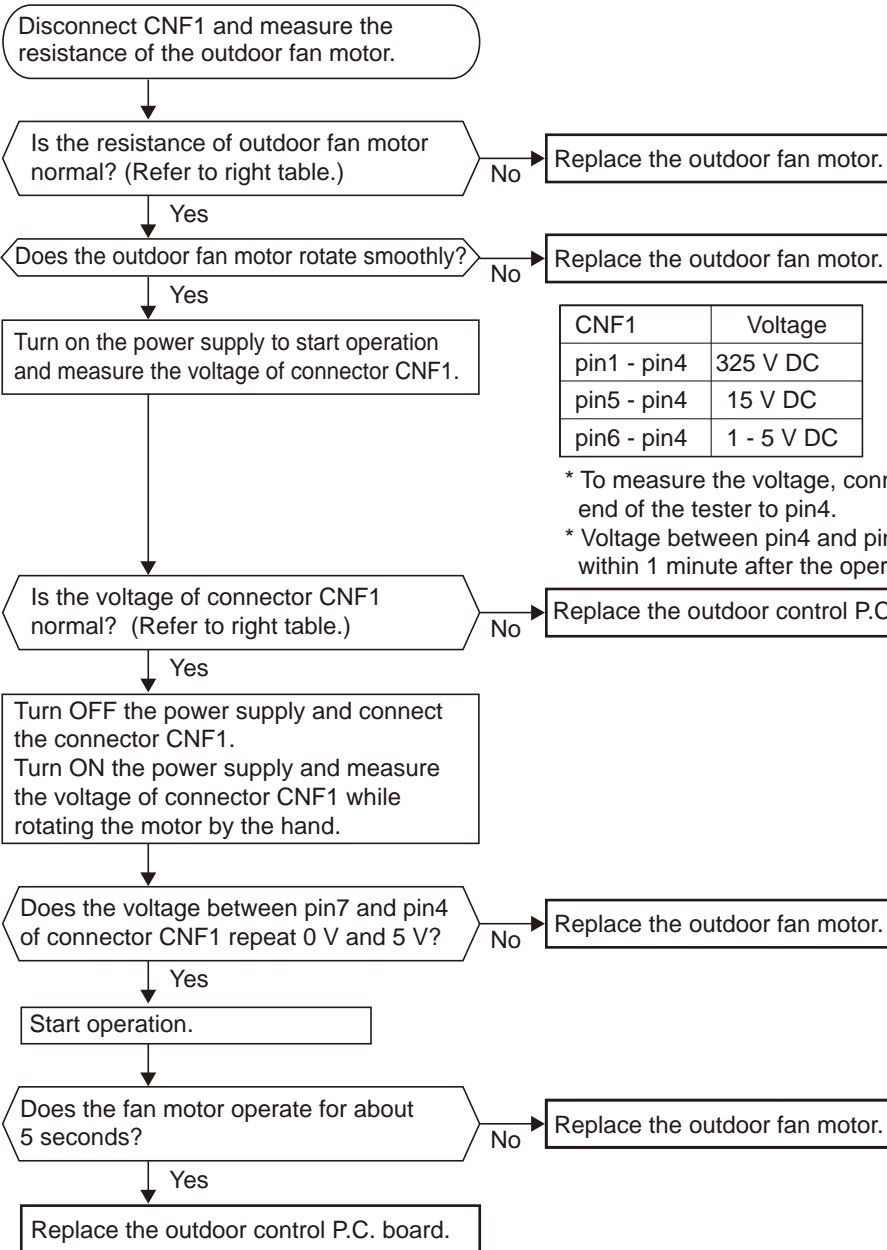 Disconnect CNF1 and measure the
resistance of the outdoor fan motor.
Is the resistance of outdoor fan motor
normal? (Refer to right table.)
No
Replace the outdoor fan motor.
Yes
Does the outdoor fan motor rotate smoothly?
No
Replace the outdoor fan motor.
Yes
Turn on the power supply to start operation
and measure the voltage of connector CNF1.
CNF1 Voltage
pin1 - pin4 325 V DC
pin5 - pin4 15 V DC
pin6 - pin4 1 - 5 V DC
* To measure the voltage,
end of the tester to pin4.
* Voltage between pin4 and
within 1 minute after the
Is the voltage of connector CNF1
normal? (Refer to right table.)
No
Replace the outdoor control
Yes
Turn OFF the power supply and connect
the connector CNF1.
Turn ON the power supply and measure
the voltage of connector CNF1 while
rotating the motor by the hand.
Does the voltage between pin7 and pin4
of connector CNF1 repeat 0 V and 5 V?
No
Replace the outdoor fan motor.
Yes
Start operation.
Does the fan motor operate for about
5 seconds?
No
Replace the outdoor fan motor.
Yes
Replace the outdoor control P.C. board.